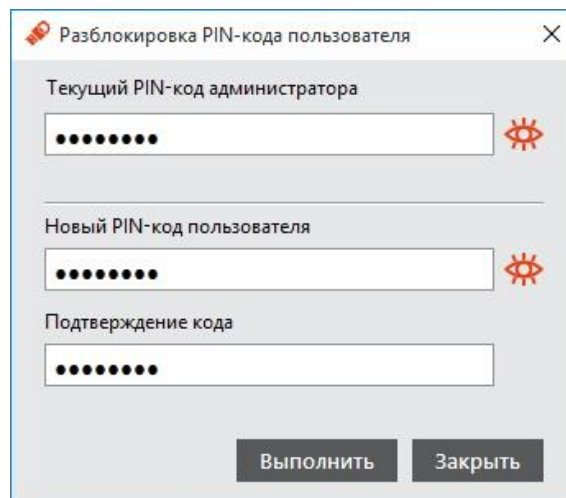 Разблокировка PIN-кода пользователя
Текущий PIN-код администратора
••••••••
Новый PIN-код пользователя
••••••••
Подтверждение кода
••••••••
Выполнить Закрыть